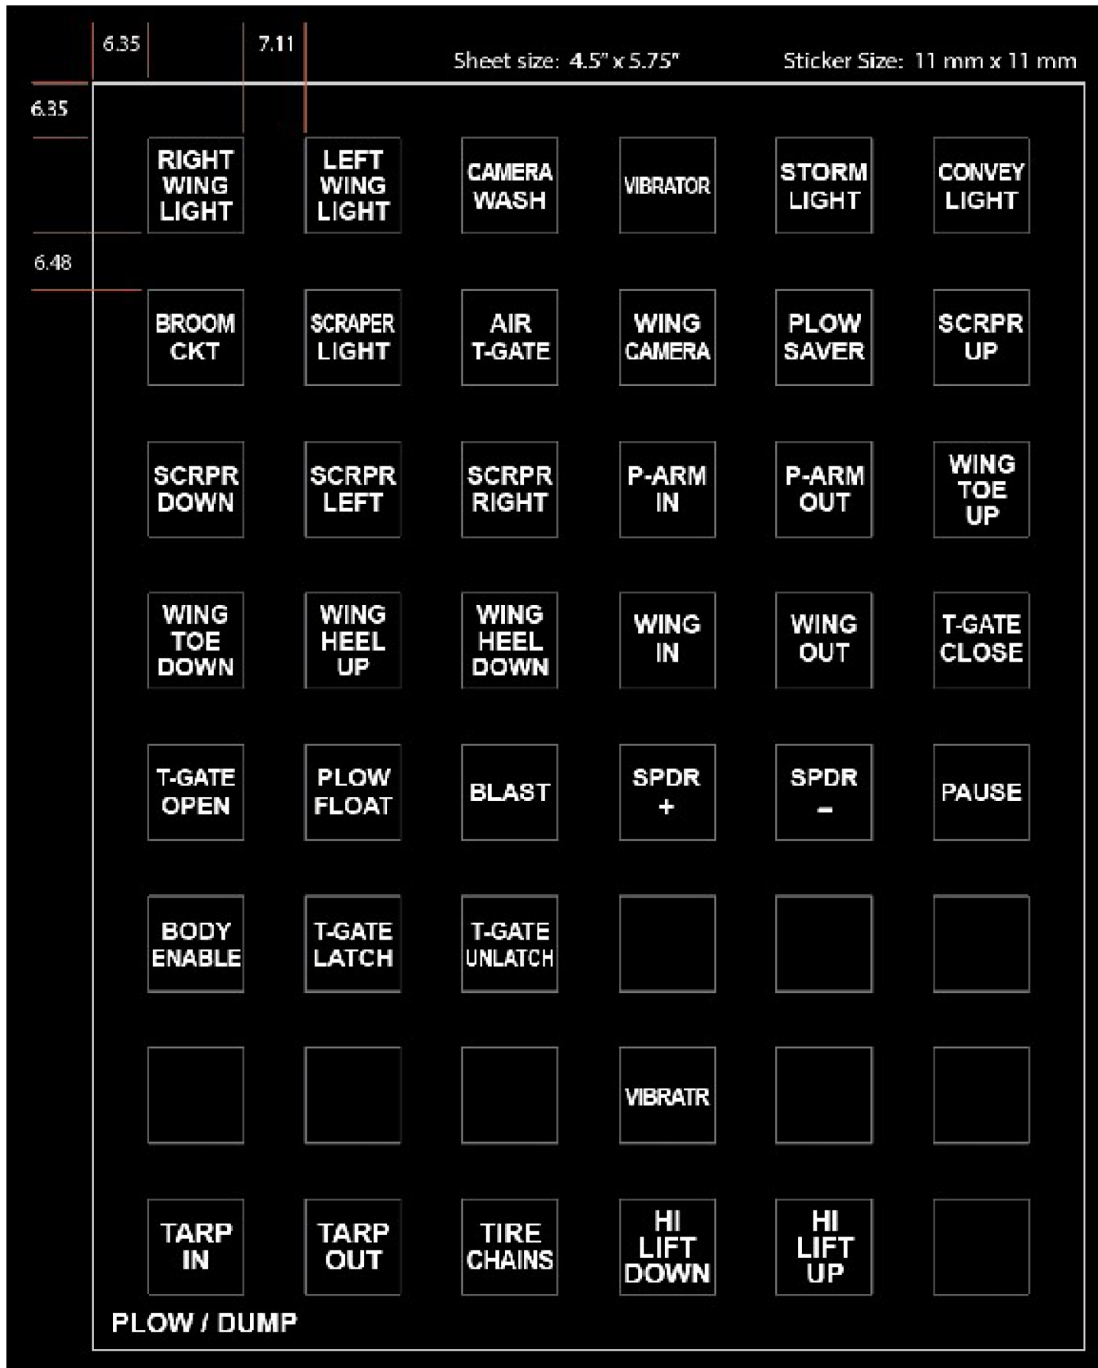 6.35
7.11
Sheet size: 4.5" x 5.75"
Sticker Size: 11 mm x 11 mm
6.35
RIGHT
WING
LIGHT
LEFT
WING
LIGHT
CAMERA
WASH
VIBRATOR
STORM
LIGHT
CONVEY
LIGHT
6.48
BROOM
CKT
SCRAPER
LIGHT
AIR
T-GATE
WING
CAMERA
PLOW
SAVER
SCRPR
UP
SCRPR
DOWN
SCRPR
LEFT
SCRPR
RIGHT
P-ARM
IN
P-ARM
OUT
WING
TOE
UP
WING
TOE
DOWN
WING
HEEL
UP
WING
HEEL
DOWN
WING
IN
WING
OUT
T-GATE
CLOSE
T-GATE
OPEN
PLOW
FLOAT
BLAST
SPDR
+
SPDR
–
PAUSE
BODY
ENABLE
T-GATE
LATCH
T-GATE
UNLATCH
VIBRATR
TARP
IN
TARP
OUT
TIRE
CHAINS
HI
LIFT
DOWN
HI
LIFT
UP
PLOW / DUMP